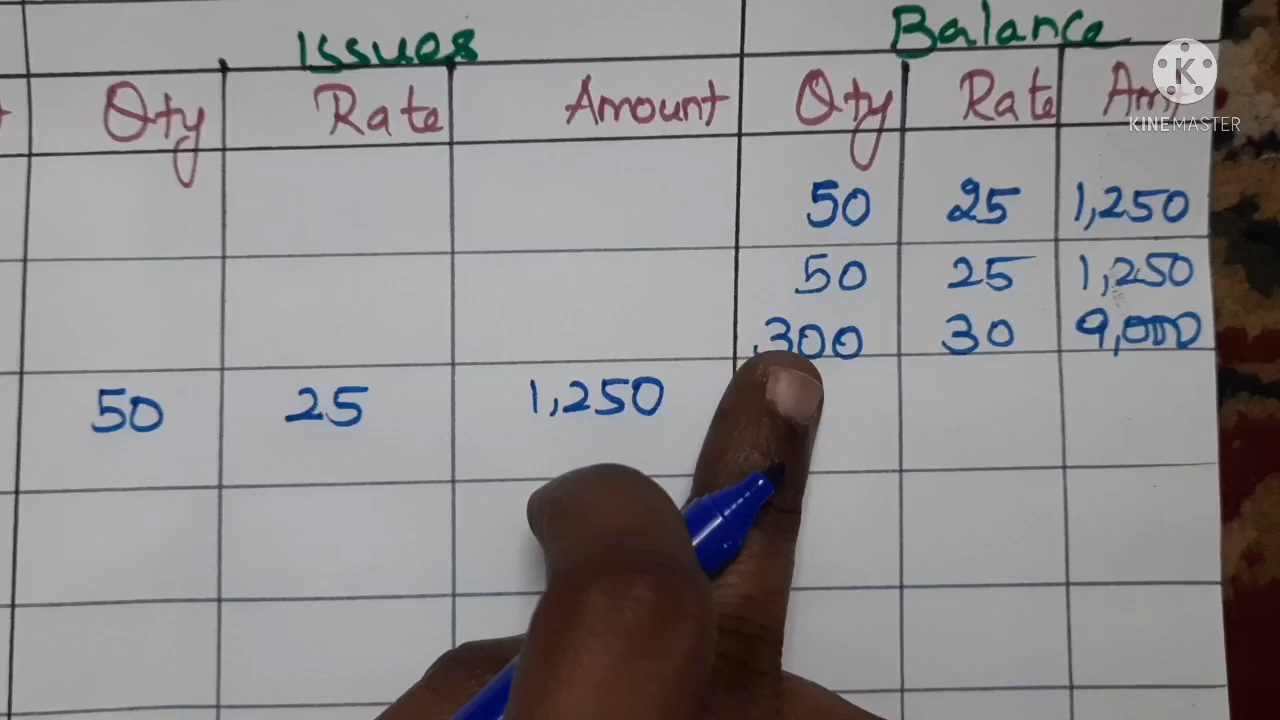 Issues Balance
Qty Rate Amount Qty Rate Amt
K
KINEMASTER
50 25 1,250
50 25 1,250
300 30 9,000
50 25 1,250